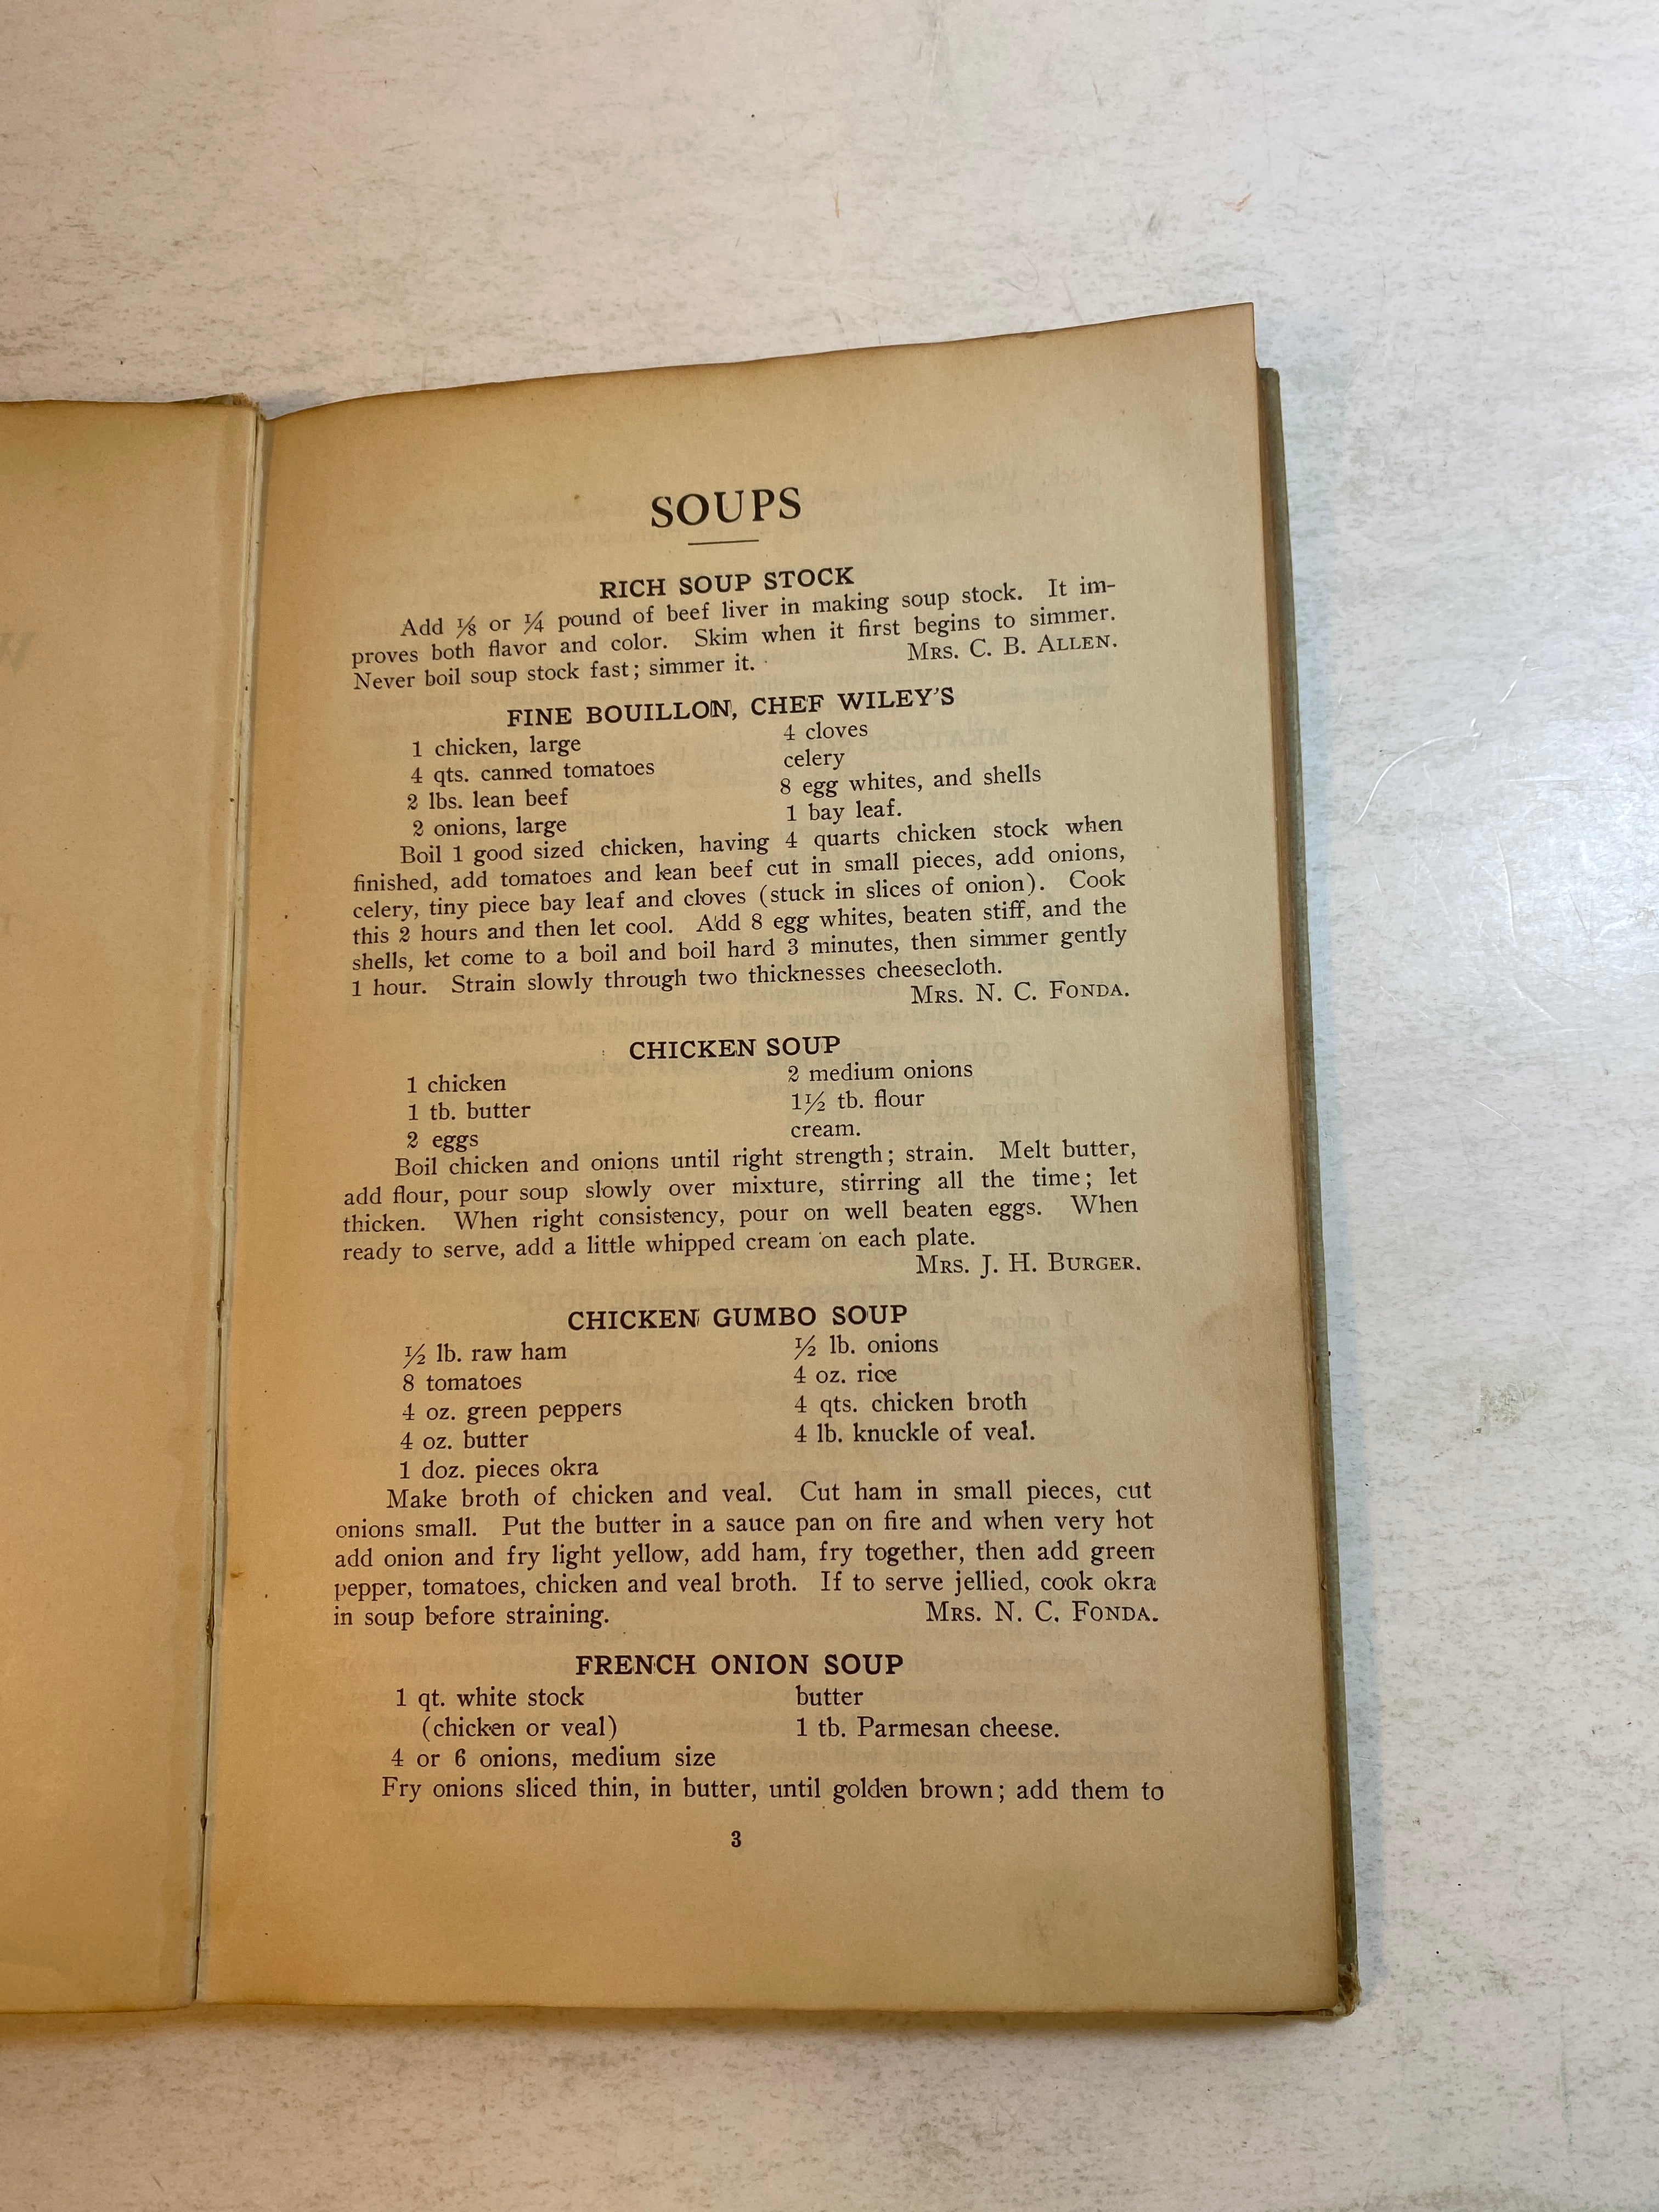 SOUPS
RICH SOUP STOCK
Add ⅛ or ¼ pound of beef liver in making soup stock. It im-
proves both flavor and color. Skim when it first begins to simmer.
Never boil soup stock fast; simmer it. MRS. C. B. ALLEN.
FINE BOUILLON, CHEF WILEY'S
1 chicken, large
4 qts. canned tomatoes
2 lbs. lean beef
2 onions, large
4 cloves
celery
8 egg whites, and shells
1 bay leaf.
Boil 1 good sized chicken, having 4 quarts chicken stock when
finished, add tomatoes and lean beef cut in small pieces, add onions,
celery, tiny piece bay leaf and cloves (stuck in slices of onion). Cook
this 2 hours and then let cool. Add 8 egg whites, beaten stiff, and the
shells, let come to a boil and boil hard 3 minutes, then simmer gently
1 hour. Strain slowly through two thicknesses cheesecloth.
MRS. N. C. FONDA.
CHICKEN SOUP
1 chicken
1 tb. butter
2 eggs
2 medium onions
1½ tb. flour
cream.
Boil chicken and onions until right strength; strain. Melt butter,
add flour, pour soup slowly over mixture, stirring all the time; let
thicken. When right consistency, pour on well beaten eggs. When
ready to serve, add a little whipped cream on each plate.
MRS. J. H. BURGER.
CHICKEN GUMBO SOUP
½ lb. raw ham
8 tomatoes
4 oz. green peppers
4 oz. butter
1 doz. pieces okra
½ lb. onions
4 oz. rice
4 qts. chicken broth
4 lb. knuckle of veal.
Make broth of chicken and veal. Cut ham in small pieces, cut
onions small. Put the butter in a sauce pan on fire and when very hot
add onion and fry light yellow, add ham, fry together, then add green
pepper, tomatoes, chicken and veal broth. If to serve jellied, cook okra
in soup before straining. MRS. N. C. FONDA.
FRENCH ONION SOUP
1 qt. white stock
(chicken or veal)
4 or 6 onions, medium size
butter
1 tb. Parmesan cheese.
Fry onions sliced thin, in butter, until golden brown; add them to
3